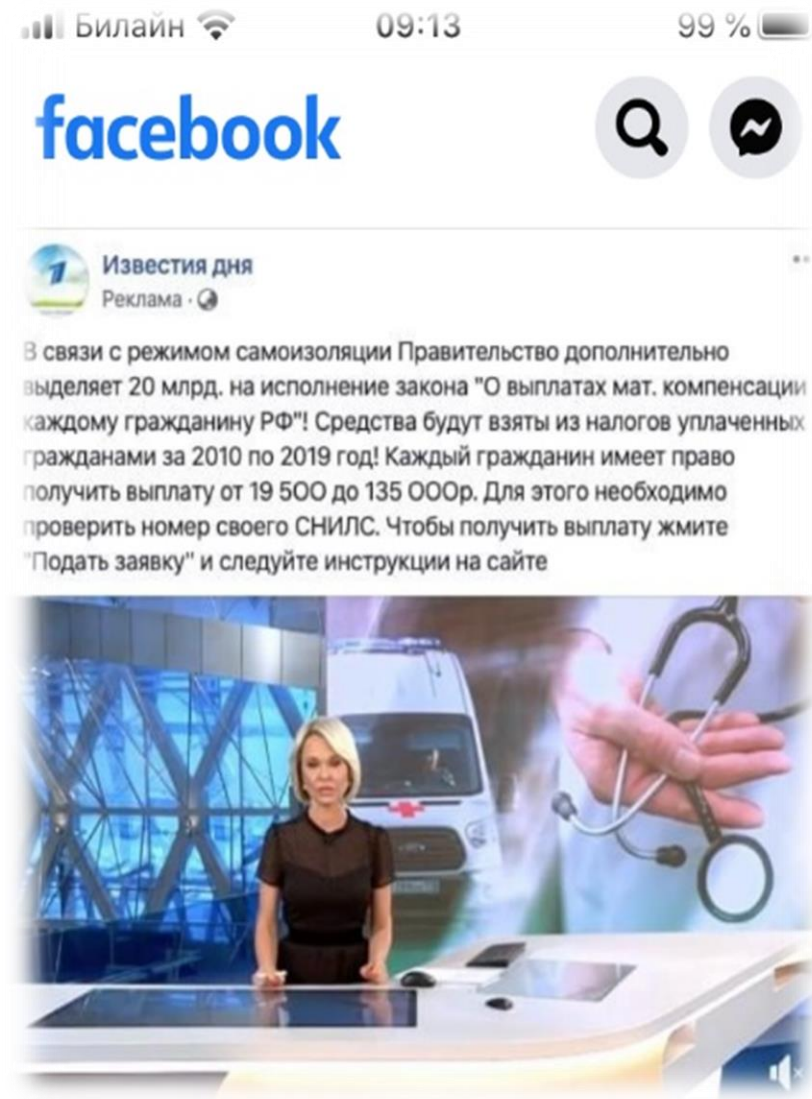 Билайн 09:13 99 %
facebook
Известия дня
Реклама ·
В связи с режимом самоизоляции Правительство дополнительно
выделяет 20 млрд. на исполнение закона "О выплатах мат. компенсации
каждому гражданину РФ"! Средства будут взяты из налогов уплаченных
гражданами за 2010 по 2019 год! Каждый гражданин имеет право
получить выплату от 19 500 до 135 000р. Для этого необходимо
проверить номер своего СНИЛС. Чтобы получить выплату жмите
"Подать заявку" и следуйте инструкции на сайте